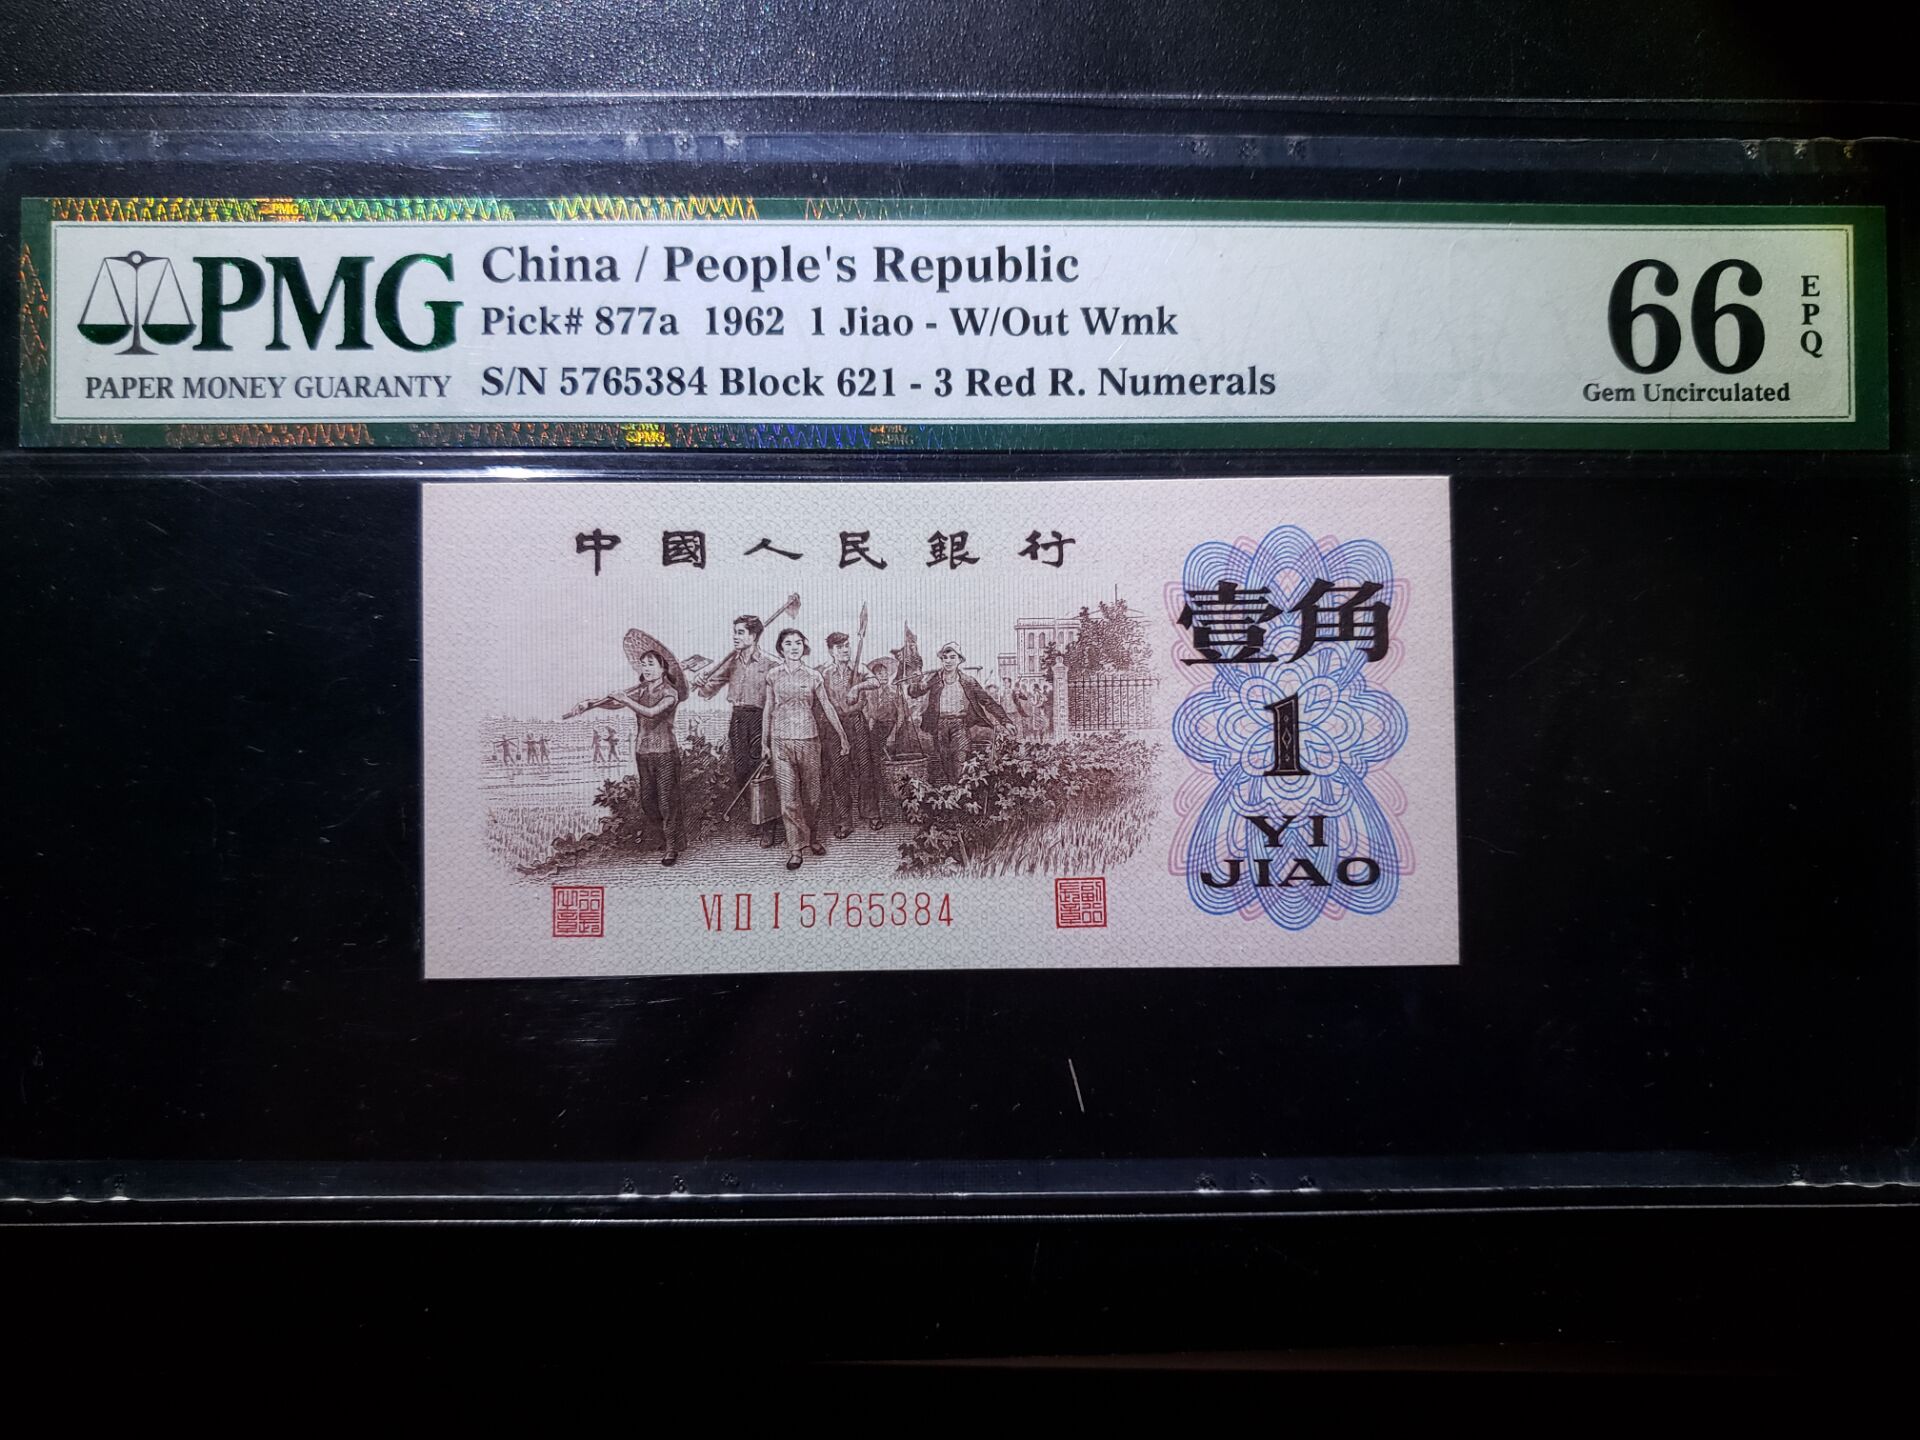 PMG
PAPER MONEY GUARANTY
China / People's Republic
Pick# 877a 1962 1 Jiao - W/Out Wmk
S/N 5765384 Block 621 - 3 Red R. Numerals
66
EPQ
Gem Uncirculated
中國人民銀行
壹角
1
YI
JIAO
VI II I 5765384